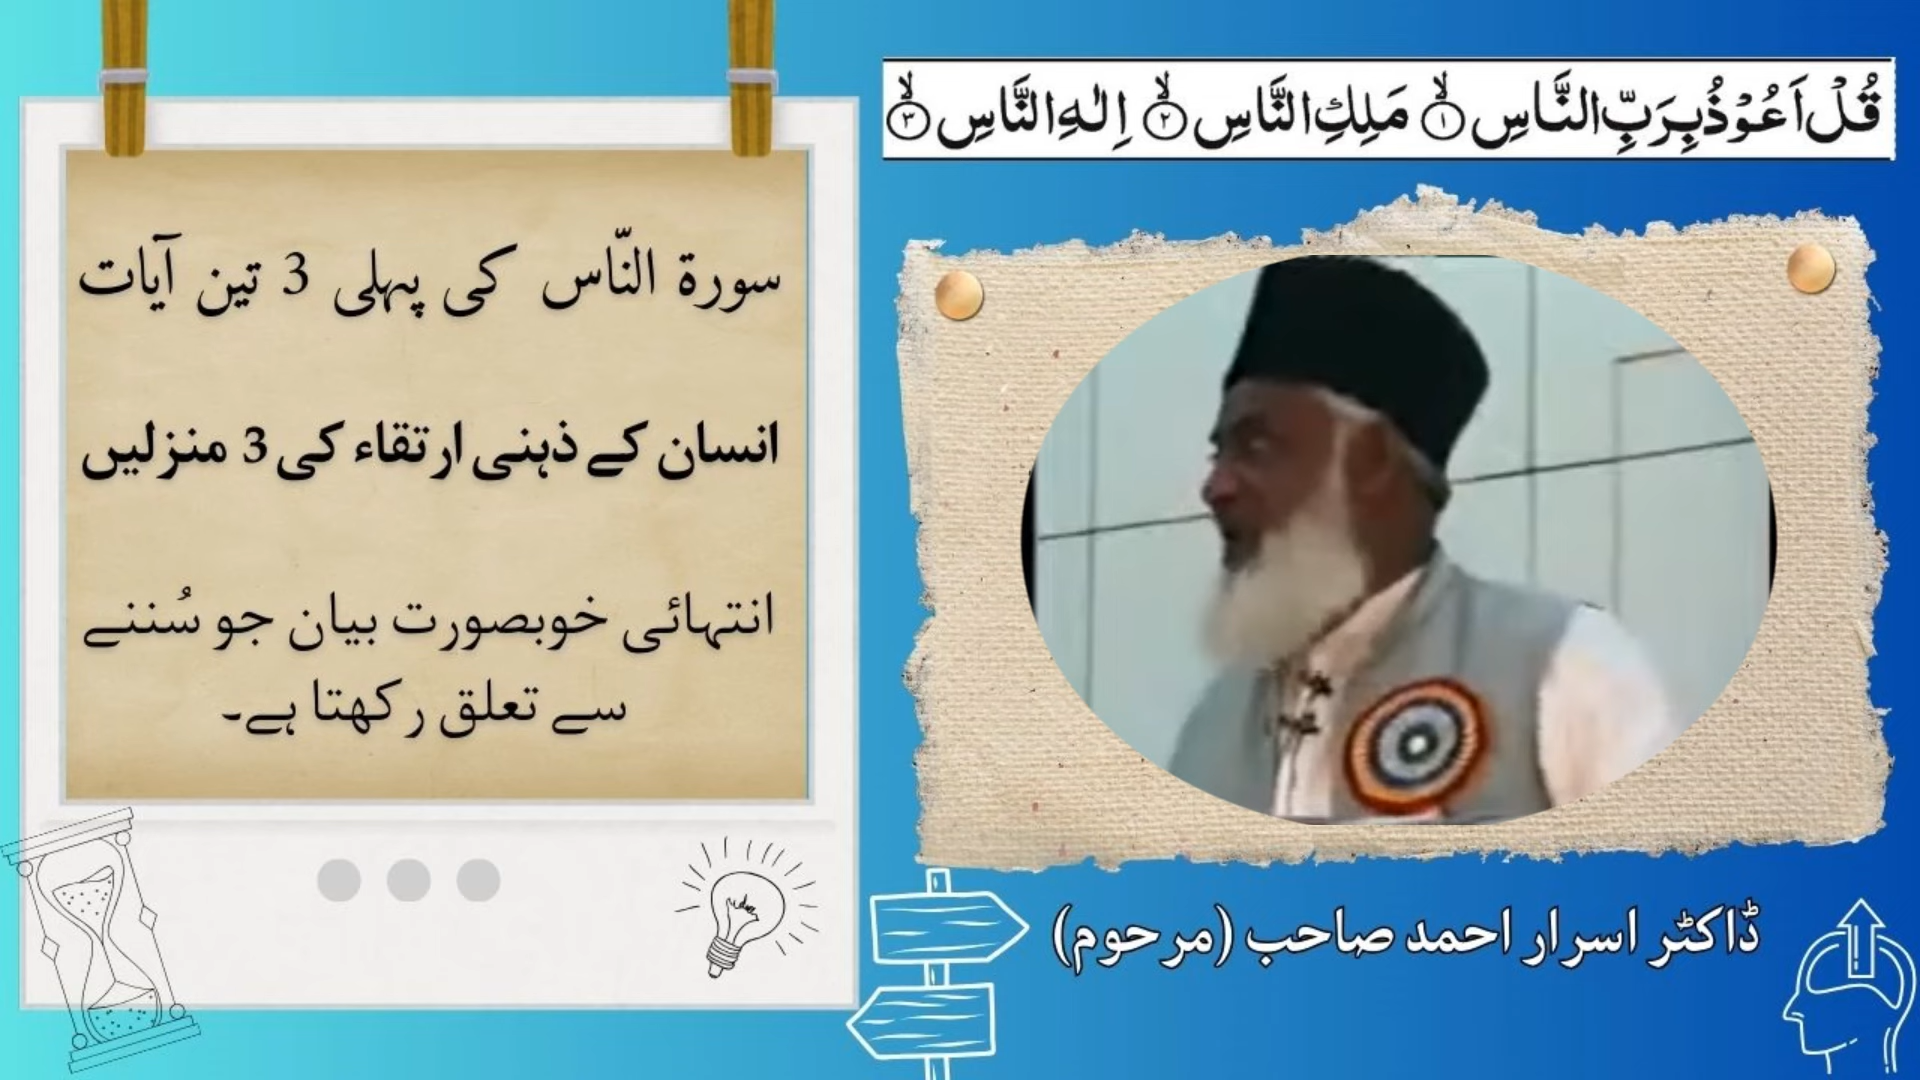 قُلْ اَعُوْذُ بِرَبِّ النَّاسِ ۙ۝۱ مَلِكِ النَّاسِ ۙ۝۲ اِلٰهِ النَّاسِ ۙ۝۳
سورۃ النّاس کی پہلی 3 تین آیات
انسان کے ذہنی ارتقاء کی 3 منزلیں
انتہائی خوبصورت بیان جو سُننے
سے تعلق رکھتا ہے۔
ڈاکٹر اسرار احمد صاحب (مرحوم)